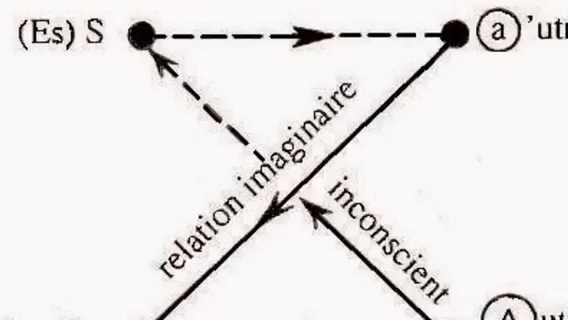 (Es) S
a 'utr
relation imaginaire
inconscient
A ut